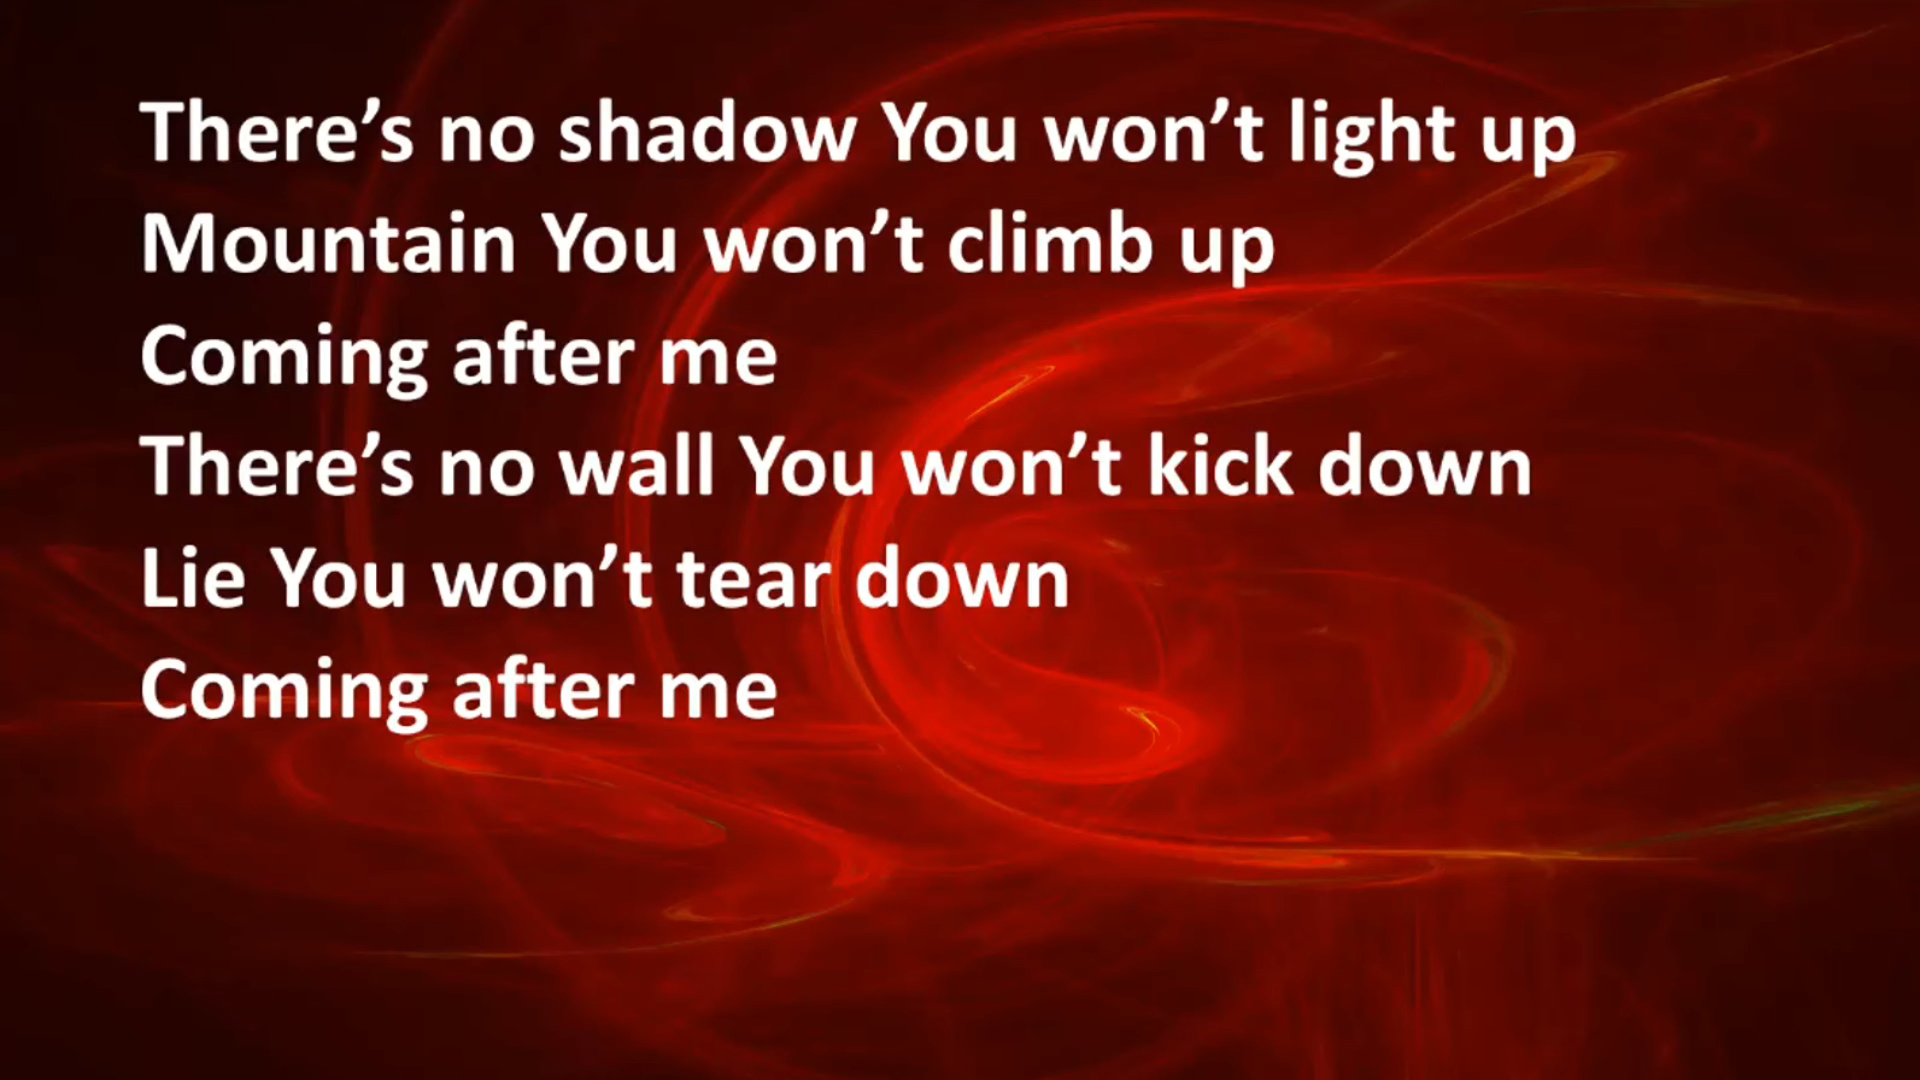 There’s no shadow You won’t light up
Mountain You won’t climb up
Coming after me
There’s no wall You won’t kick down
Lie You won’t tear down
Coming after me